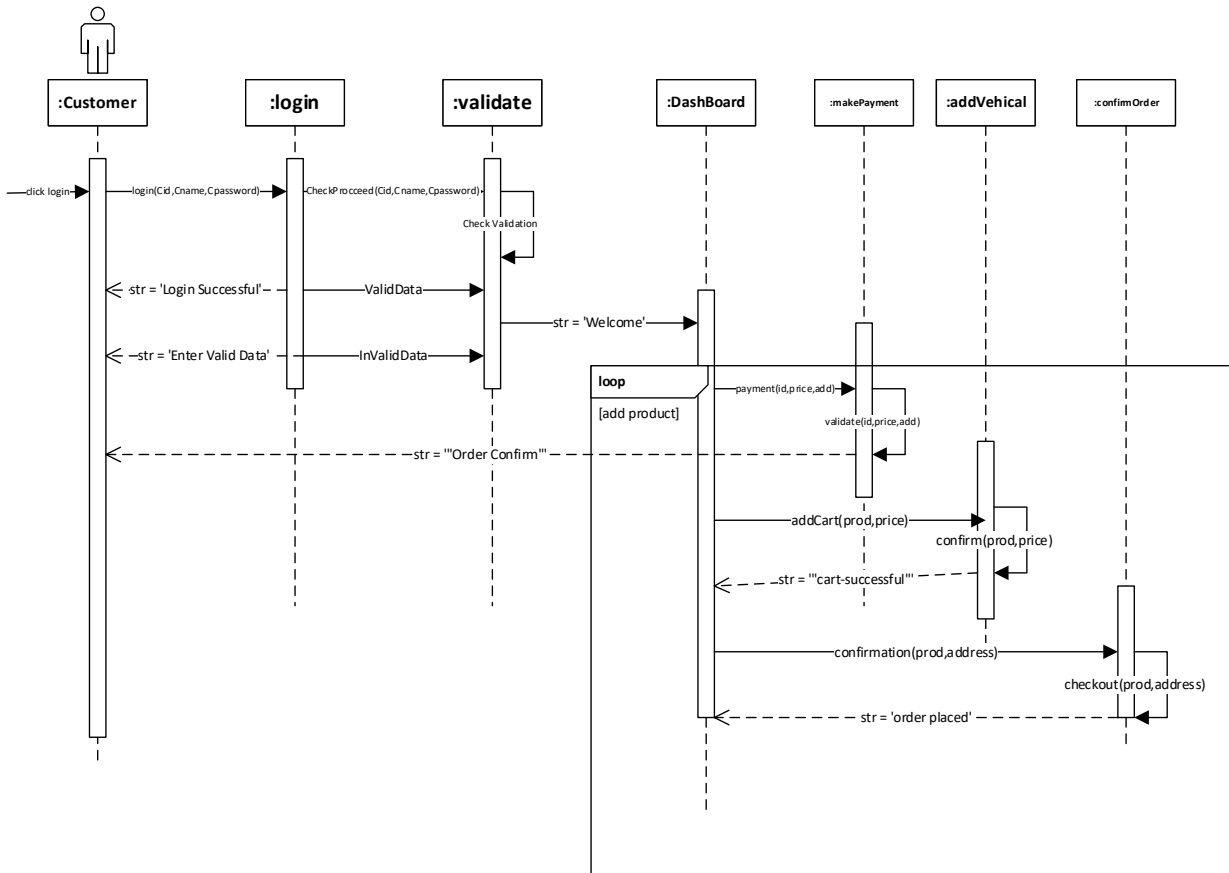 :Customer
:login
:validate
:DashBoard
:makePayment
:addVehical
:confirmOrder
click login
login(Cid,Cname,Cpassword)
CheckProcceed(Cid,Cname,Cpassword)
Check Validation
str = 'Login Successful'
ValidData
str = 'Welcome'
str = 'Enter Valid Data'
InValidData
loop
[add product]
payment(id,price,add)
validate(id,price,add)
str = '"Order Confirm"'
addCart(prod,price)
confirm(prod,price)
str = '"cart-successful"'
confirmation(prod,address)
checkout(prod,address)
str = 'order placed'